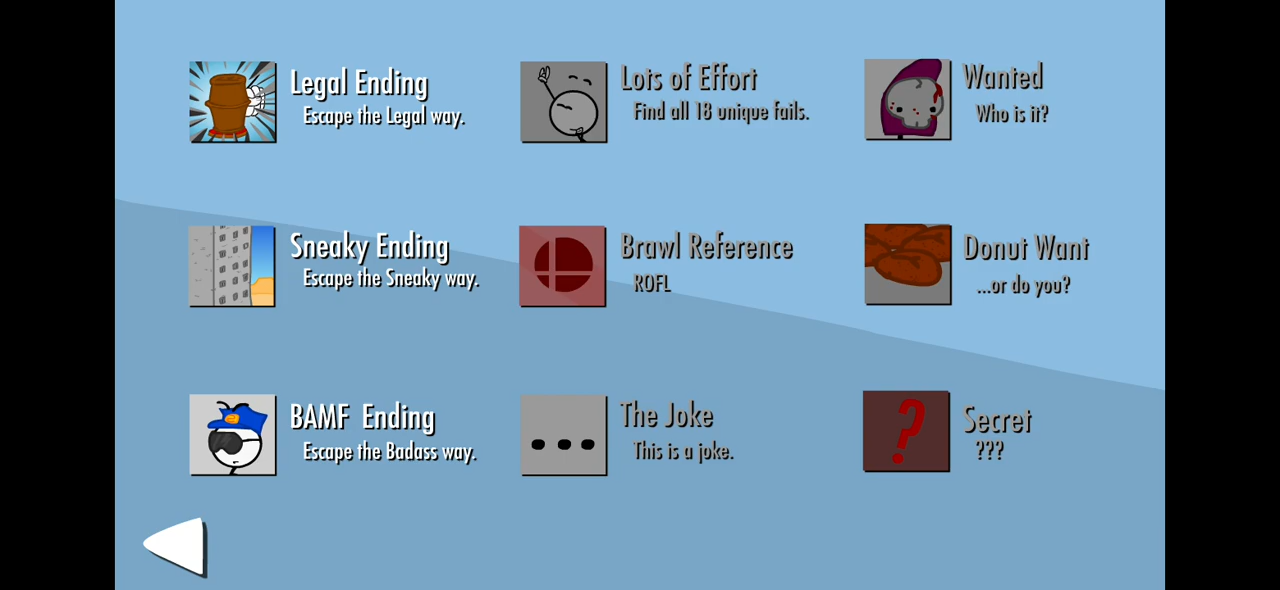 Legal Ending
Escape the Legal way.
Lots of Effort
Find all 18 unique fails.
Wanted
Who is it?
Sneaky Ending
Escape the Sneaky way.
Brawl Reference
ROFL
Donut Want
...or do you?
BAMF Ending
Escape the Badass way.
The Joke
This is a joke.
?
Secret
???